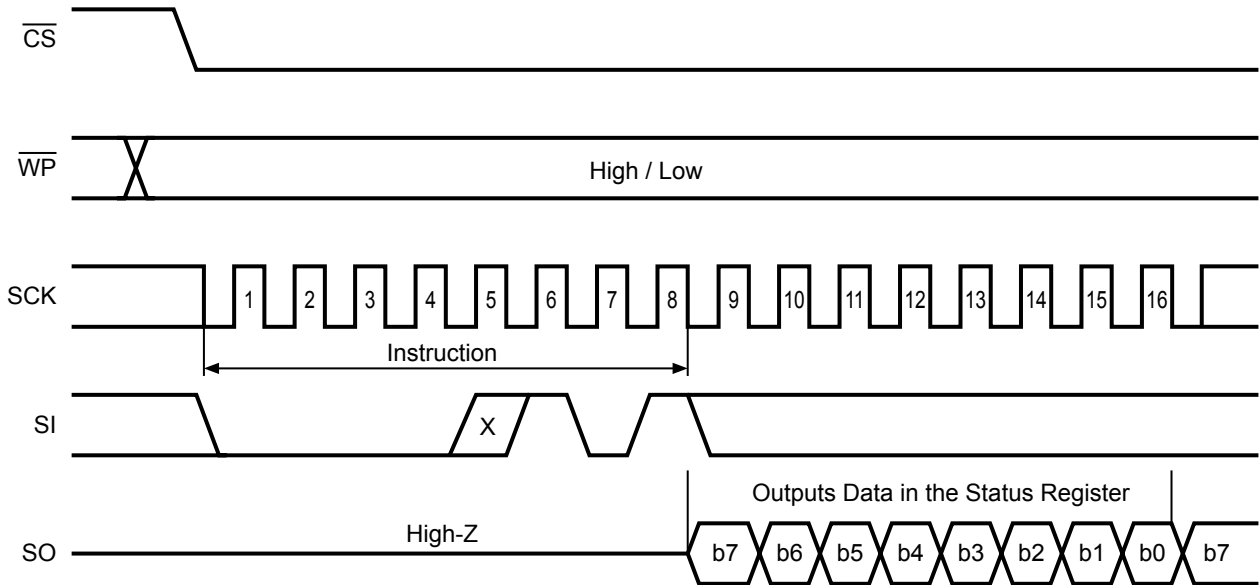 C̅S̅
W̅P̅ High / Low
SCK 1 2 3 4 5 6 7 8 9 10 11 12 13 14 15 16
Instruction
SI X
Outputs Data in the Status Register
High-Z
SO b7 b6 b5 b4 b3 b2 b1 b0 b7